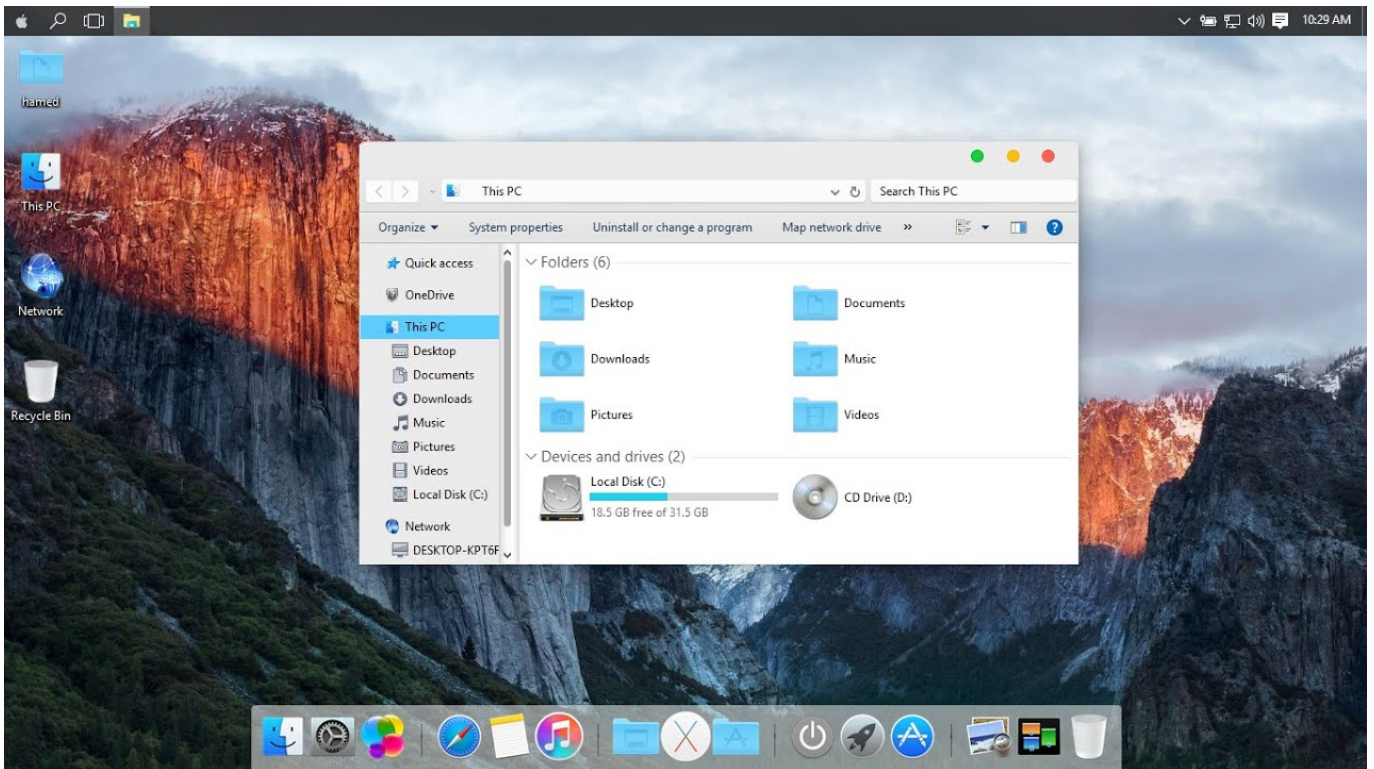 10:29 AM
hamed
This PC
Network
Recycle Bin
This PC
Search This PC
Organize
System properties
Uninstall or change a program
Map network drive
»
Quick access
OneDrive
This PC
Desktop
Documents
Downloads
Music
Pictures
Videos
Local Disk (C:)
Network
DESKTOP-KPT6F
Folders (6)
Desktop
Documents
Downloads
Music
Pictures
Videos
Devices and drives (2)
Local Disk (C:)
18.5 GB free of 31.5 GB
CD Drive (D:)